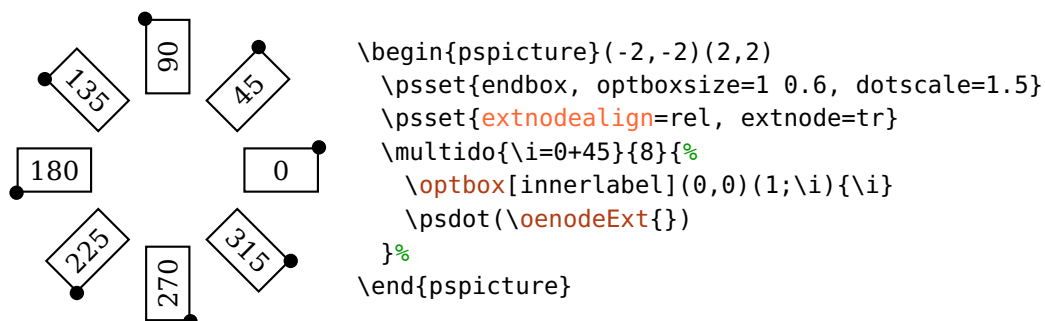 90
135
45
180
0
225
315
270
\begin{pspicture}(-2,-2)(2,2)
  \psset{endbox, optboxsize=1 0.6, dotscale=1.5}
  \psset{extnodealign=rel, extnode=tr}
  \multido{\i=0+45}{8}{%
    \optbox[innerlabel](0,0)(1;\i){\i}
    \psdot(\oenodeExt{})
  }%
\end{pspicture}